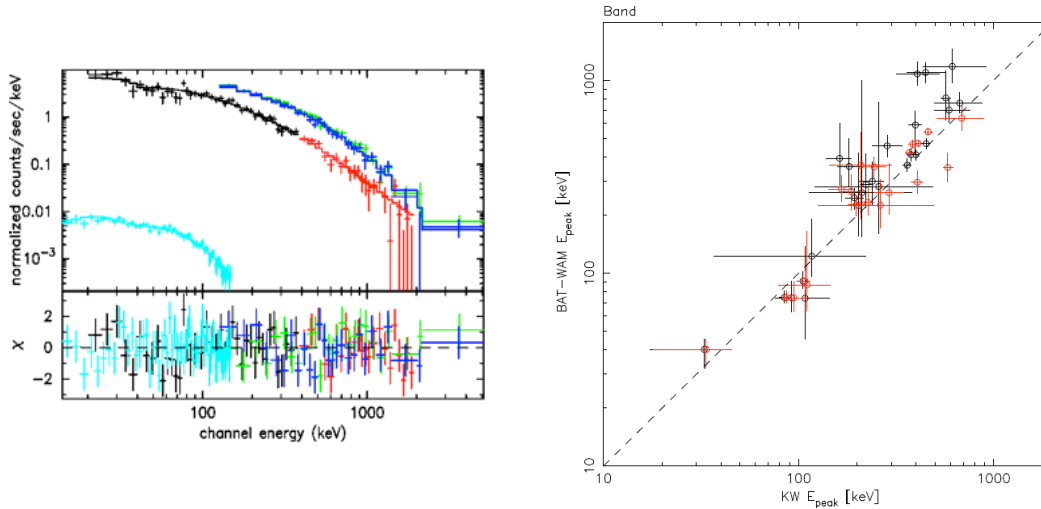 normalized counts/sec/keV
1
0.1
0.01
10⁻³
χ
2
0
−2
100
1000
channel energy (keV)
Band
BAT−WAM E_peak [keV]
1000
100
10
10
100
1000
KW E_peak [keV]